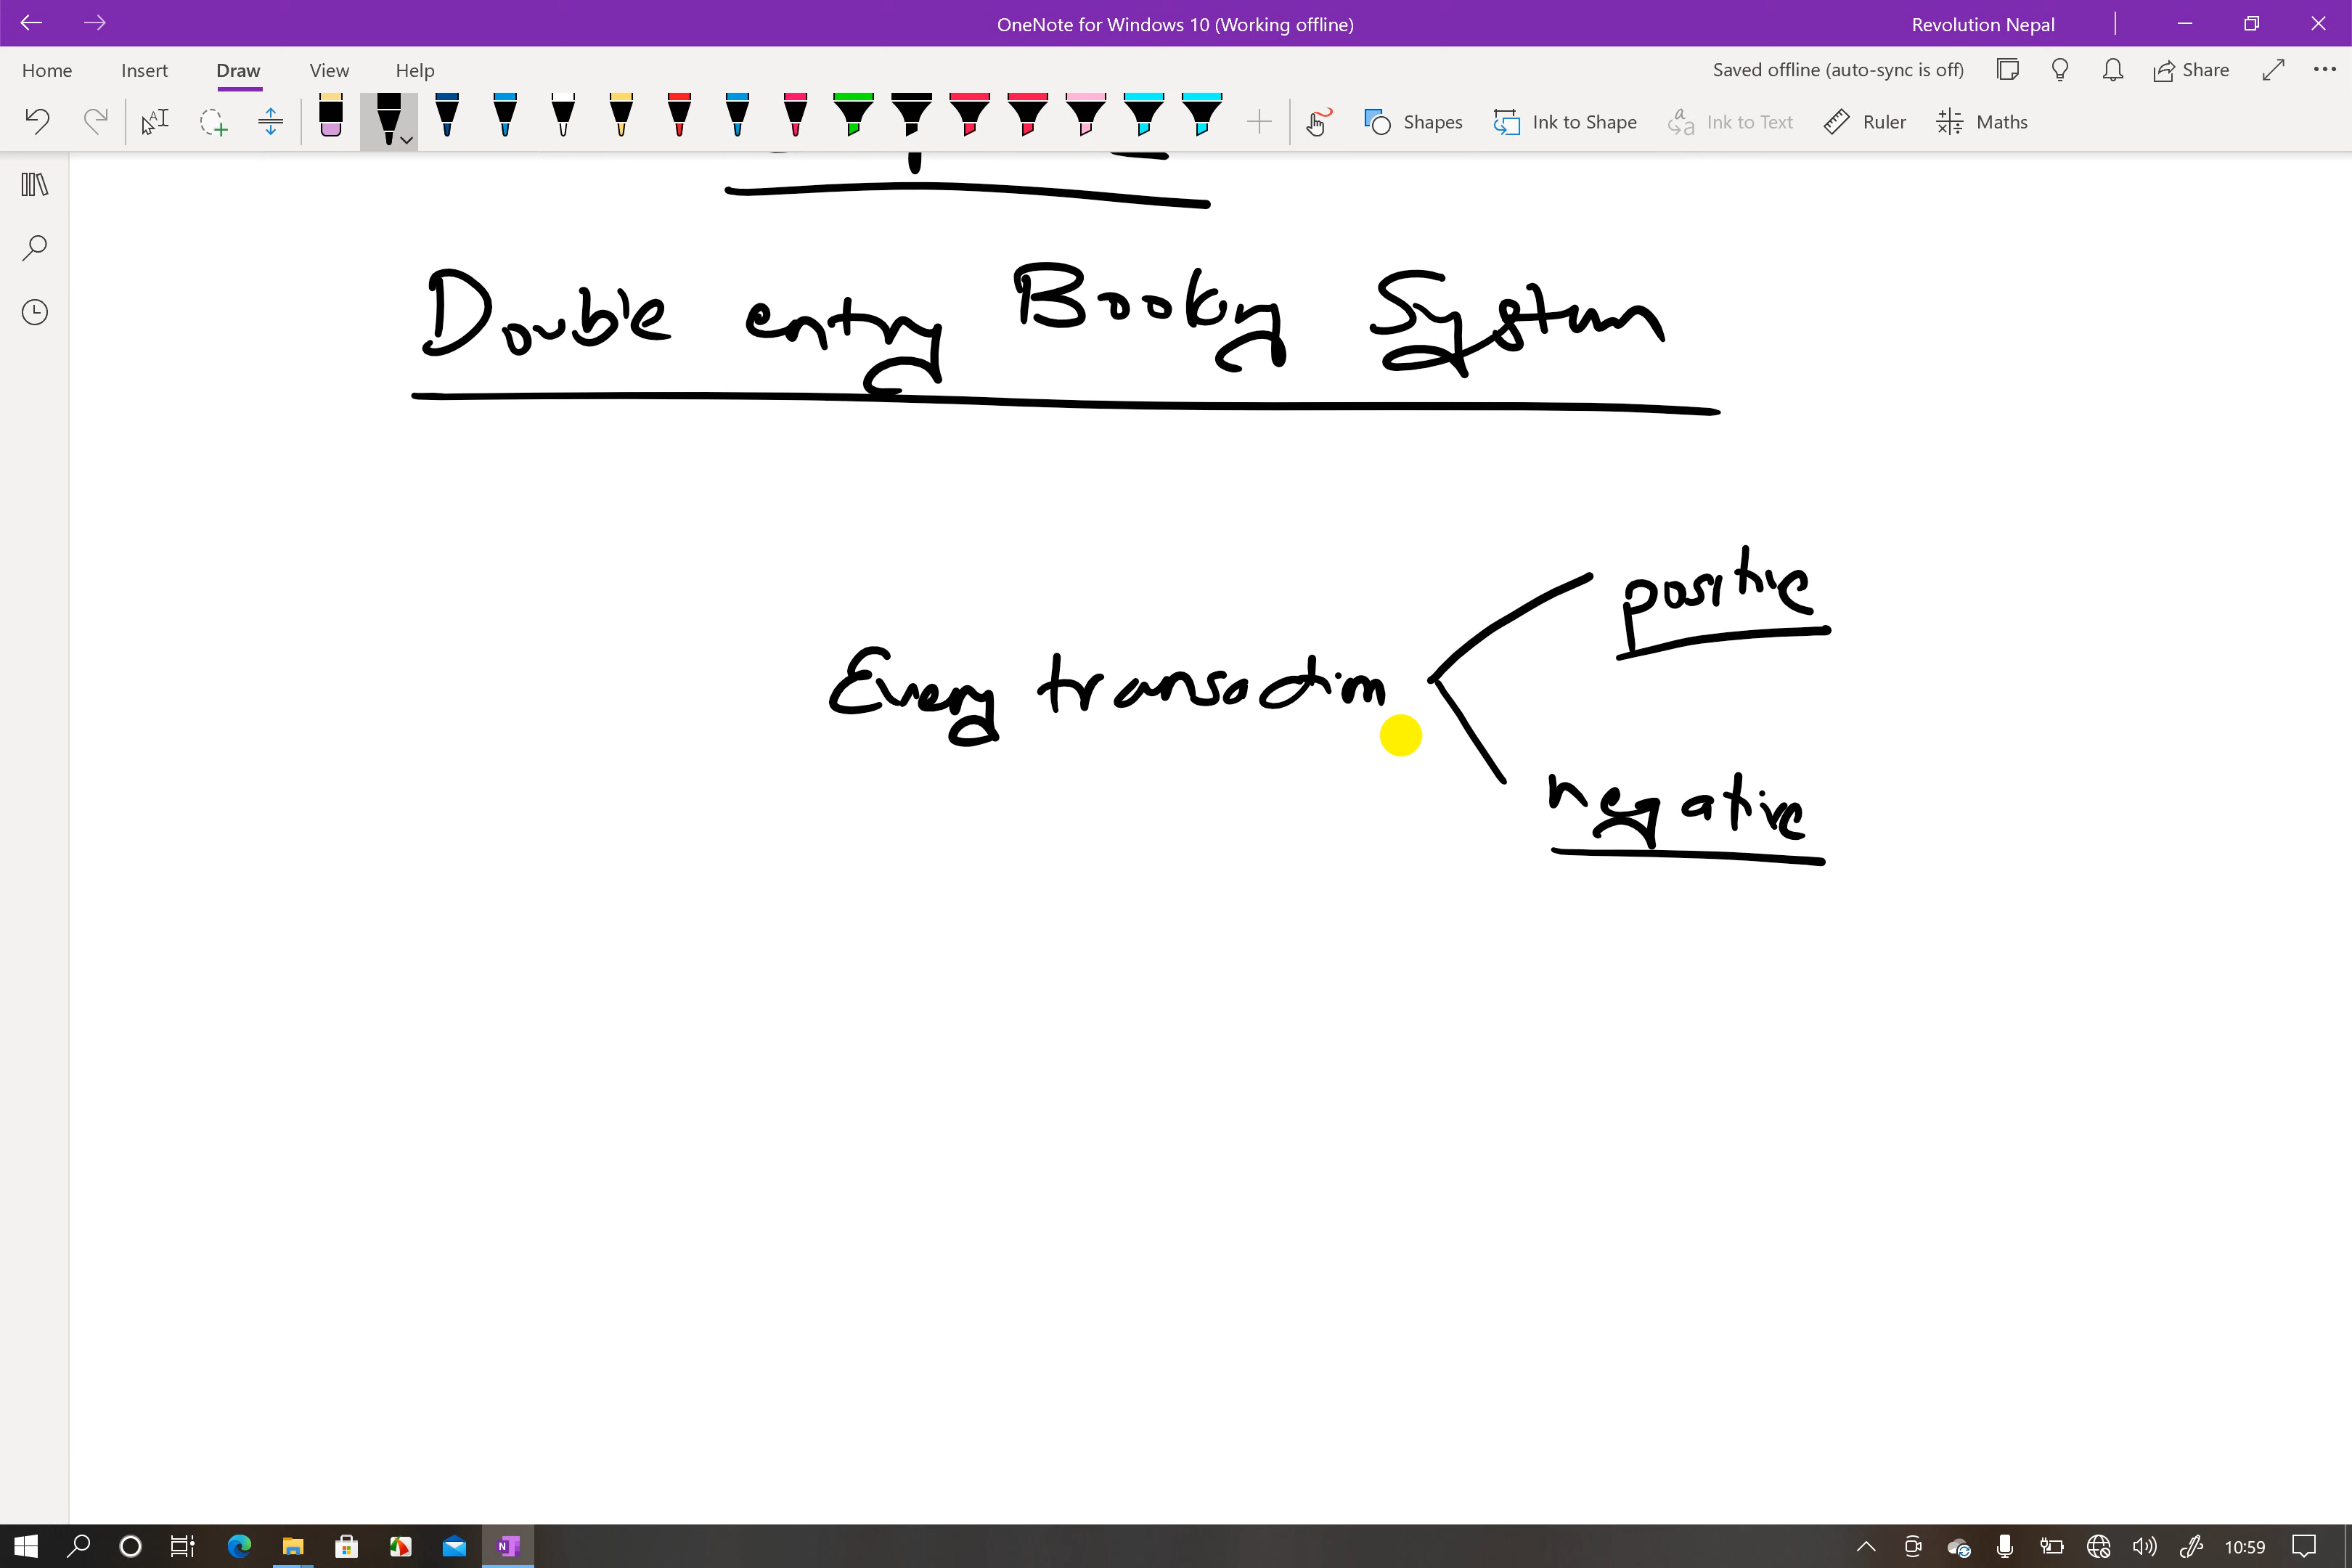 OneNote for Windows 10 (Working offline)
Revolution Nepal
Home Insert Draw View Help
Saved offline (auto-sync is off) Share
Shapes Ink to Shape Ink to Text Ruler Maths
Double entry Booky System
positive
Every transaction
negative
10:59